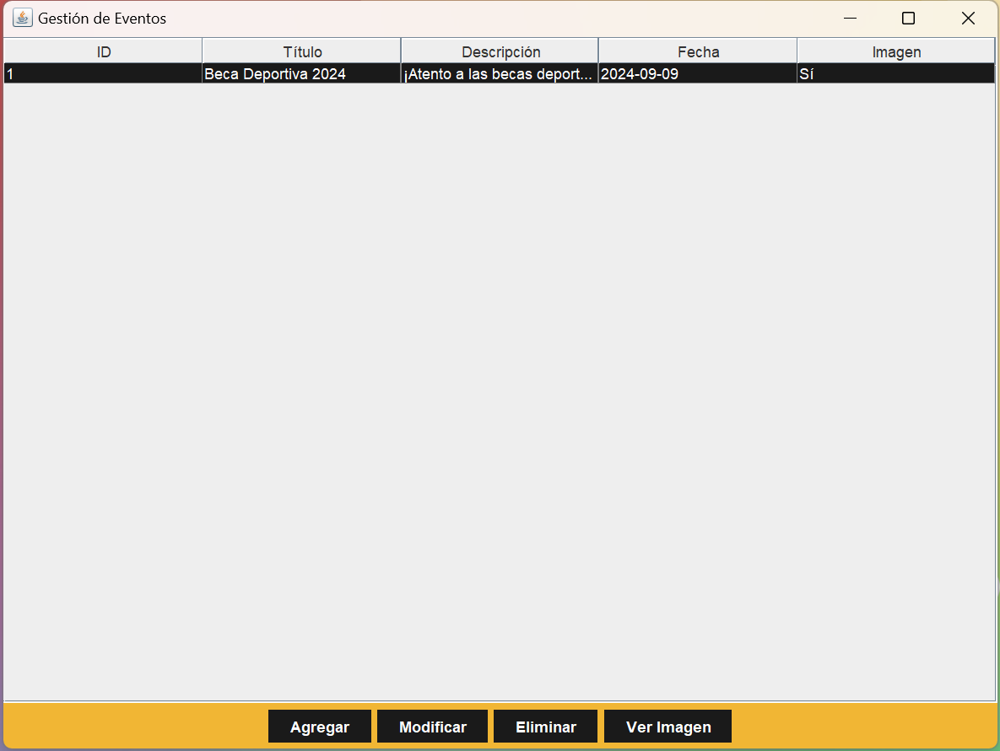 Gestión de Eventos
ID Título Descripción Fecha Imagen
1 Beca Deportiva 2024 ¡Atento a las becas deport... 2024-09-09 Sí
Agregar Modificar Eliminar Ver Imagen